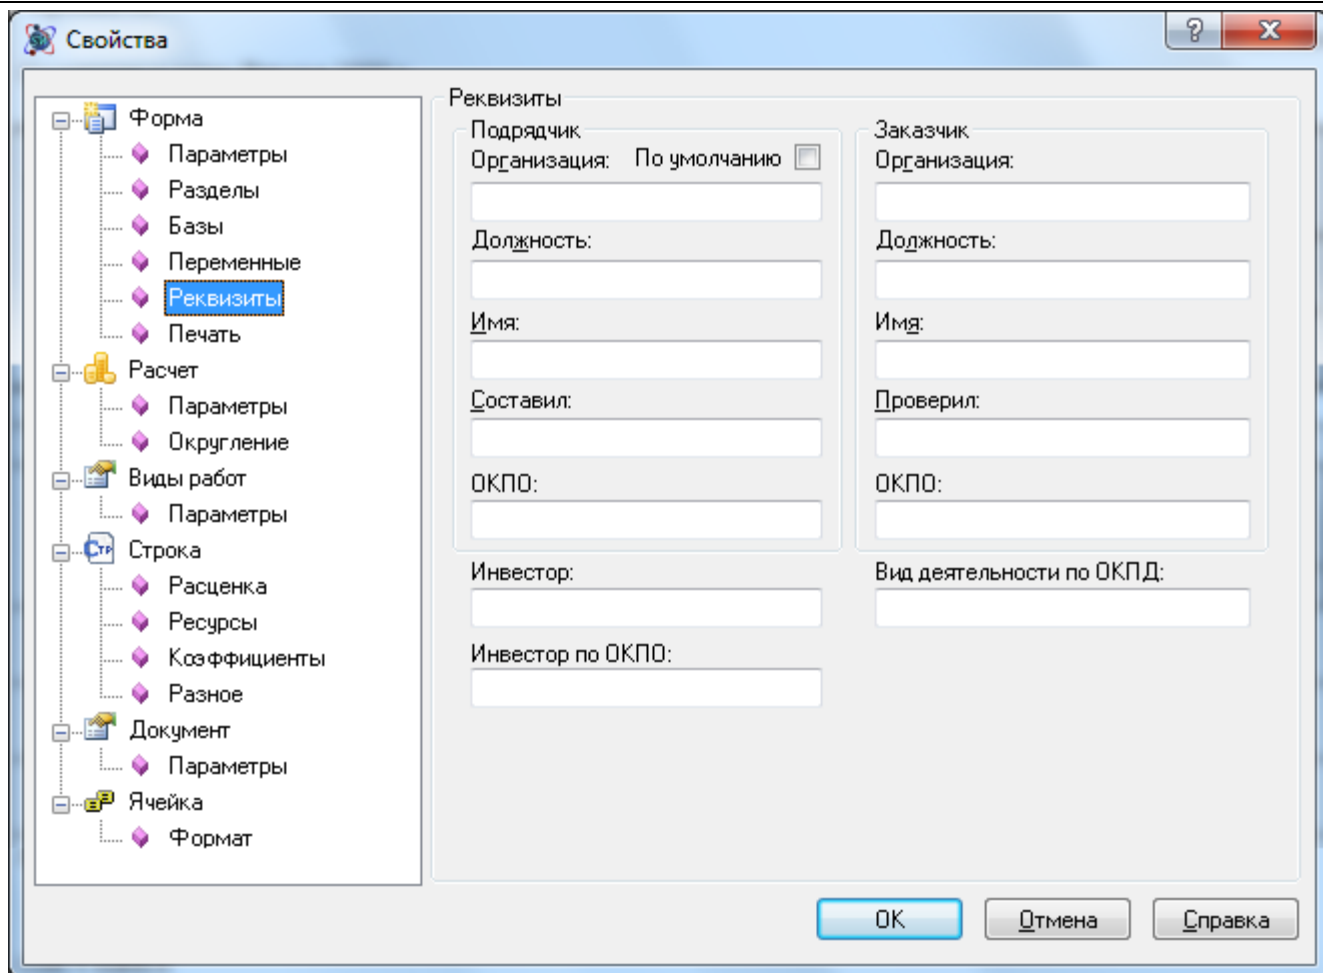 Свойства
Форма
Параметры
Разделы
Базы
Переменные
Реквизиты
Печать
Расчет
Параметры
Округление
Виды работ
Параметры
Стр Строка
Расценка
Ресурсы
Коэффициенты
Разное
Документ
Параметры
Ячейка
Формат
Реквизиты
Подрядчик
Организация: По умолчанию
Должность:
Имя:
Составил:
ОКПО:
Заказчик
Организация:
Должность:
Имя:
Проверил:
ОКПО:
Инвестор:
Вид деятельности по ОКПД:
Инвестор по ОКПО:
OK Отмена Справка